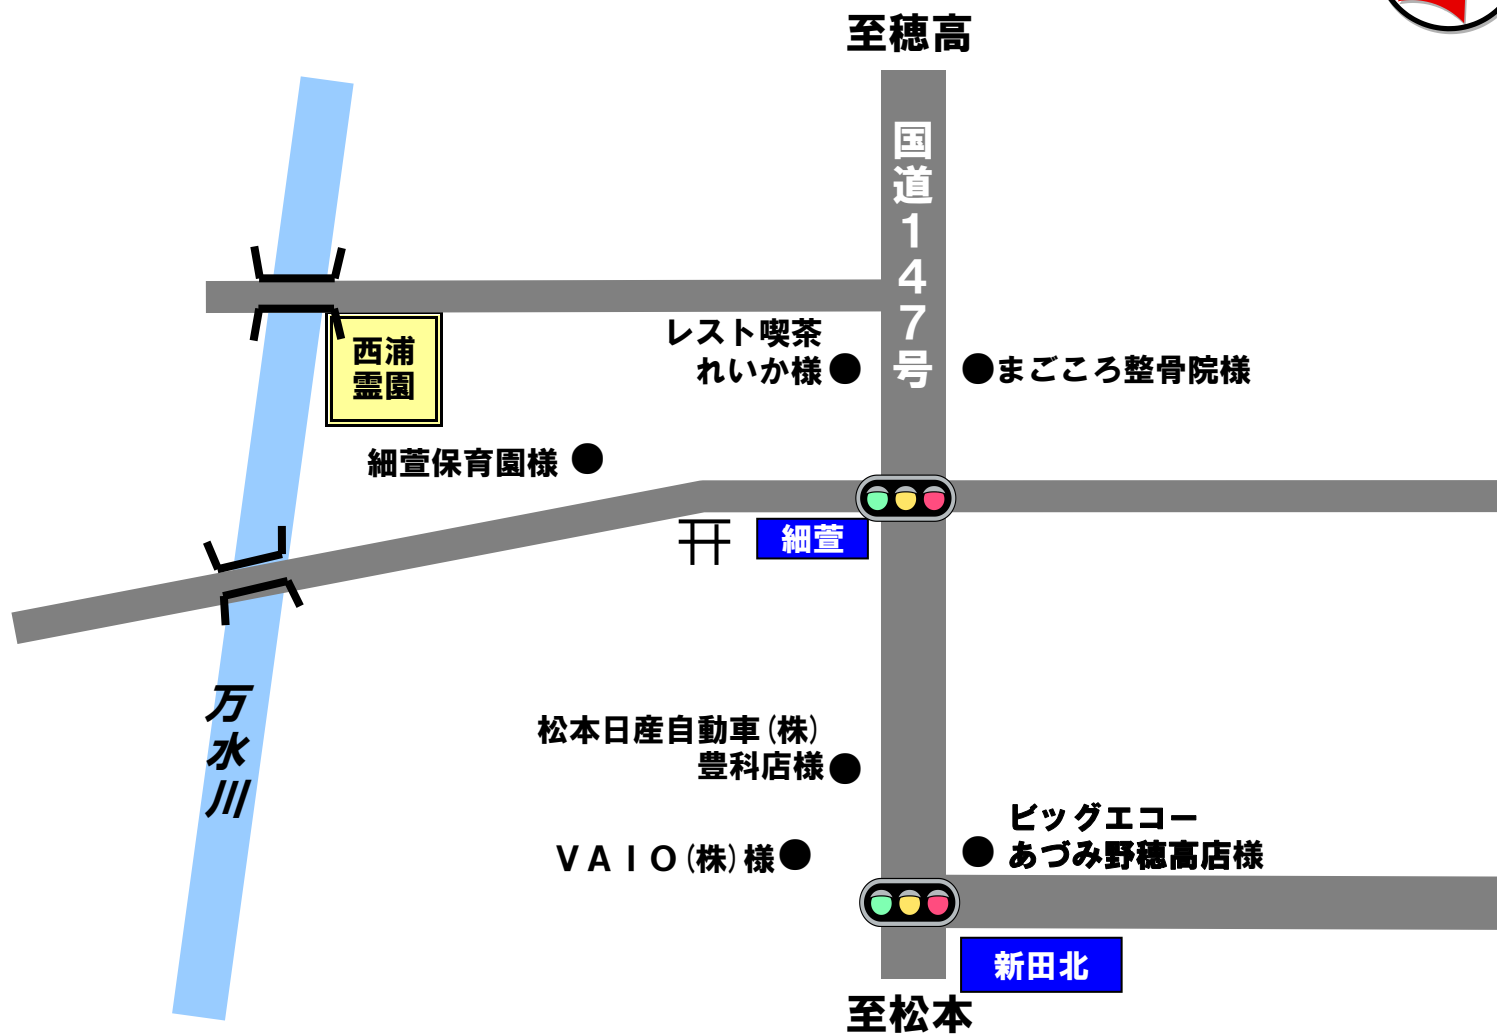 至穂高
国道147号
西浦
霊園
レスト喫茶
れいか様
まごころ整骨院様
細萱保育園様
細萱
万水川
松本日産自動車(株)
豊科店様
VAIO(株)様
ビッグエコー
あづみ野穂高店様
新田北
至松本